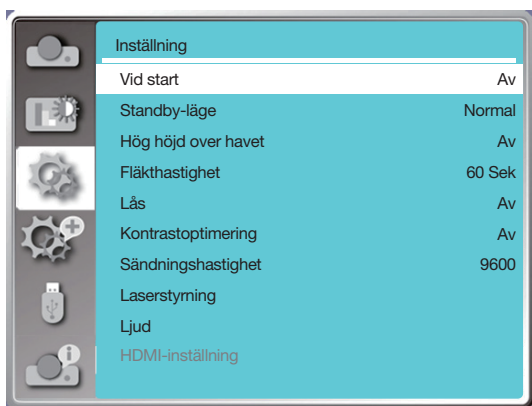 Inställning
Vid start Av
Standby-läge Normal
Hög höjd over havet Av
Fläkthastighet 60 Sek
Lås Av
Kontrastoptimering Av
Sändningshastighet 9600
Laserstyrning
Ljud
HDMI-inställning